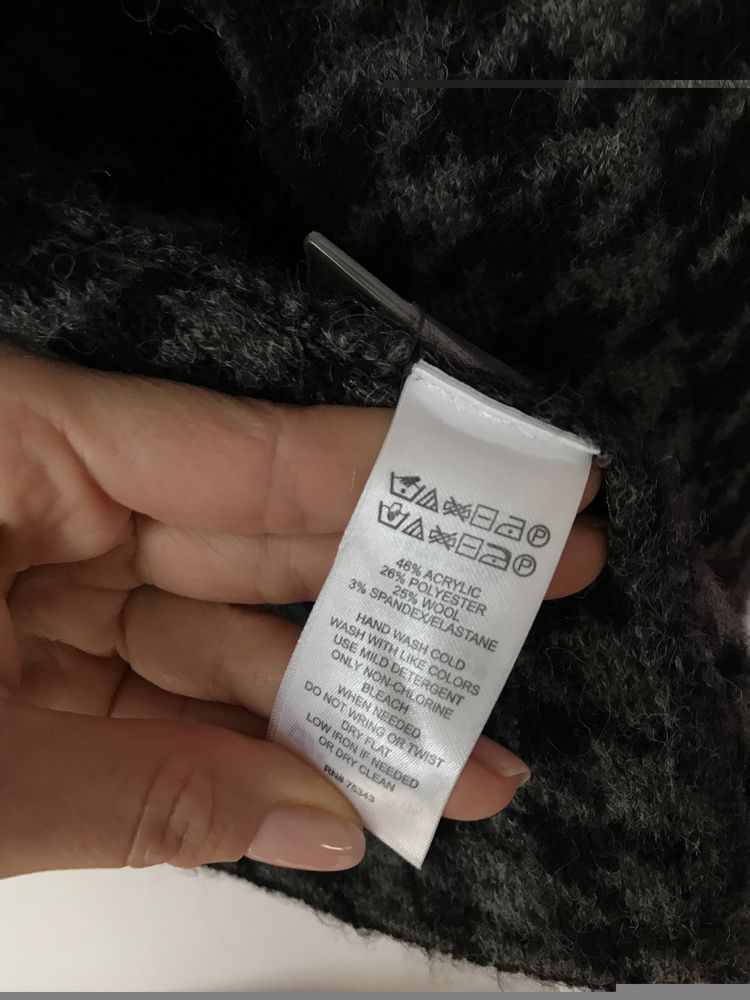 P
P
46% ACRYLIC
26% POLYESTER
25% WOOL
3% SPANDEX/ELASTANE
HAND WASH COLD
WASH WITH LIKE COLORS
USE MILD DETERGENT
ONLY NON-CHLORINE
BLEACH
WHEN NEEDED
DO NOT WRING OR TWIST
DRY FLAT
LOW IRON IF NEEDED
OR DRY CLEAN
RN# 75343